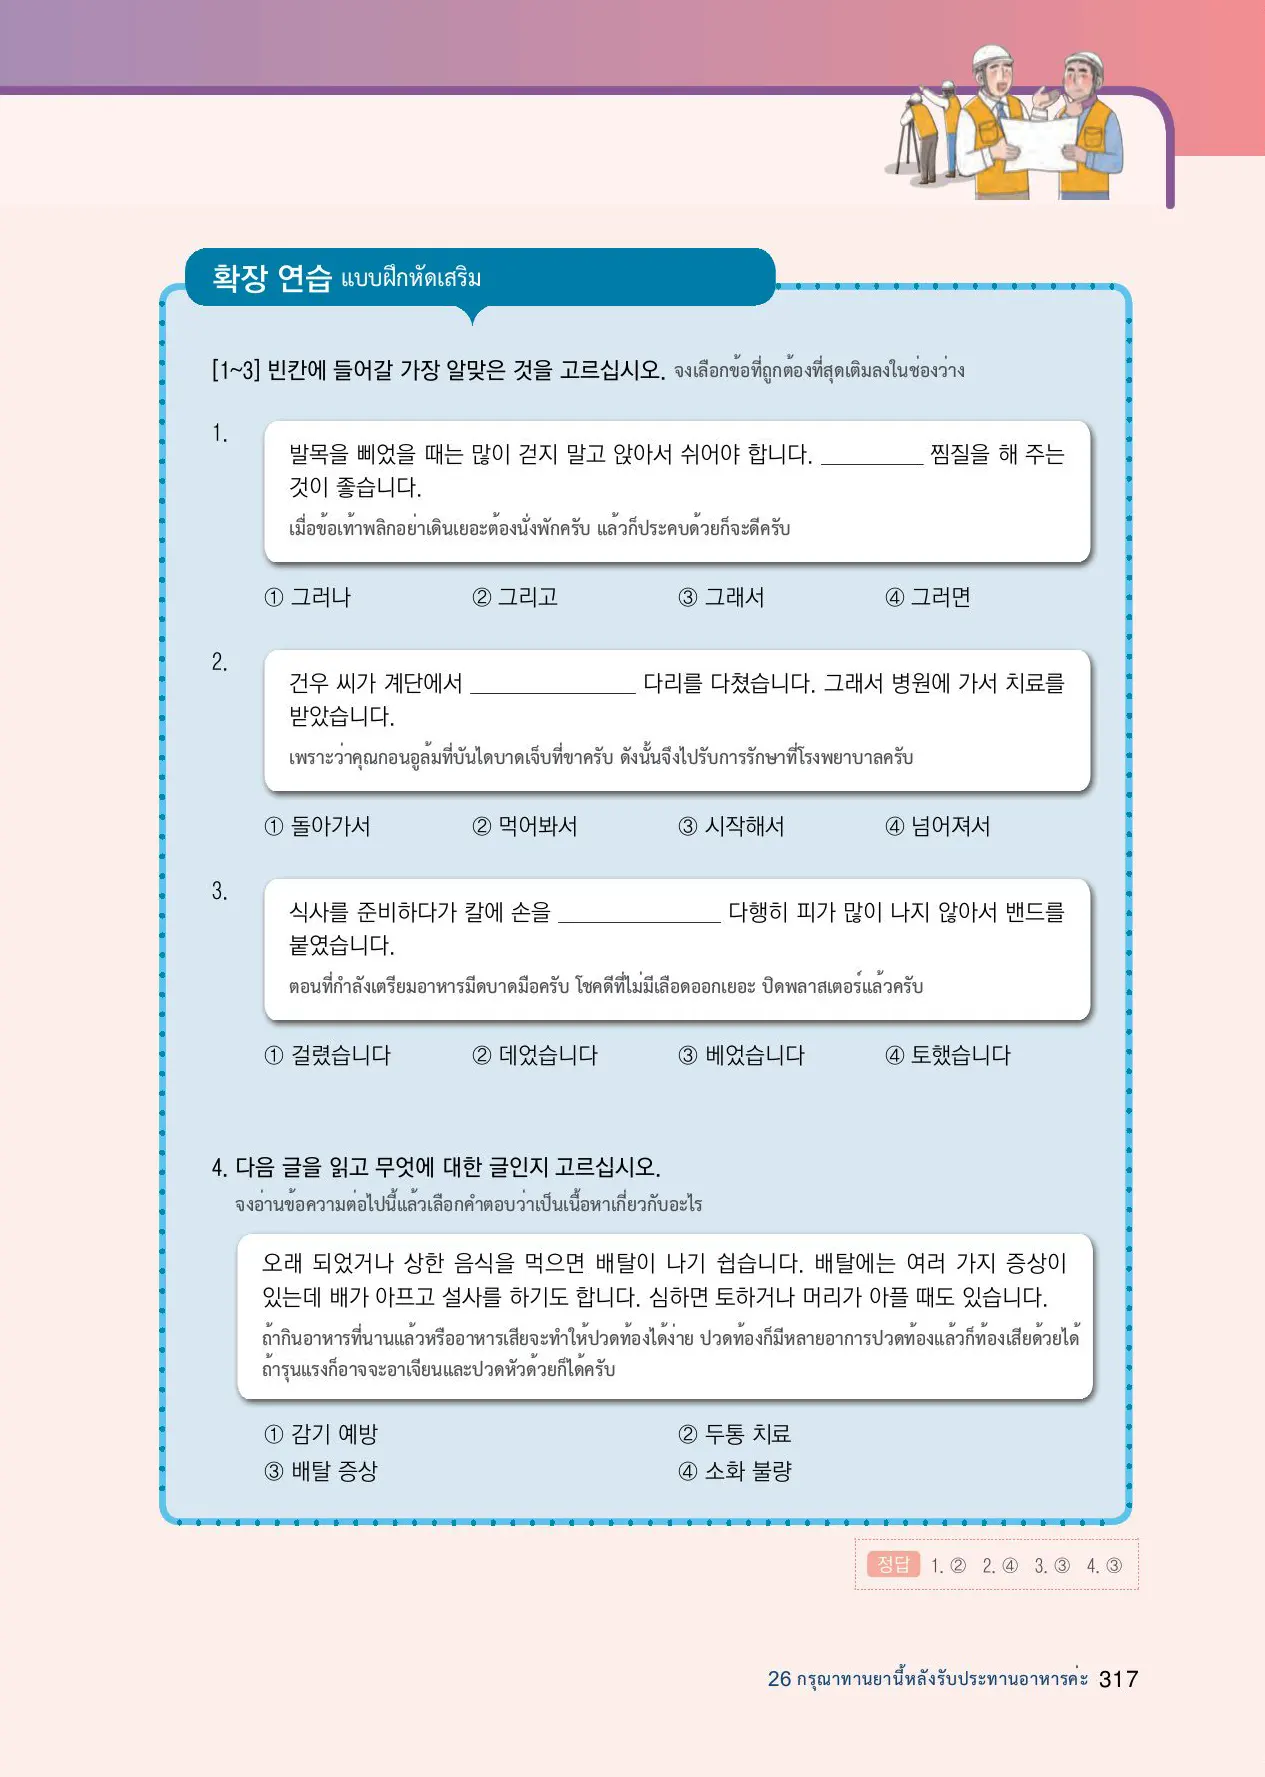 확장 연습 แบบฝึกหัดเสริม
[1~3] 빈칸에 들어갈 가장 알맞은 것을 고르십시오. จงเลือกข้อที่ถูกต้องที่สุดเติมลงในช่องว่าง
1.
발목을 삐었을 때는 많이 걷지 말고 앉아서 쉬어야 합니다. __________ 찜질을 해 주는
것이 좋습니다.
เมื่อข้อเท้าพลิกอย่าเดินเยอะต้องนั่งพักครับ แล้วก็ประคบด้วยก็จะดีครับ
① 그러나 ② 그리고 ③ 그래서 ④ 그러면
2.
건우 씨가 계단에서 ________________ 다리를 다쳤습니다. 그래서 병원에 가서 치료를
받았습니다.
เพราะว่าคุณกอนอูล้มที่บันไดบาดเจ็บที่ขาครับ ดังนั้นจึงไปรับการรักษาที่โรงพยาบาลครับ
① 돌아가서 ② 먹어봐서 ③ 시작해서 ④ 넘어져서
3.
식사를 준비하다가 칼에 손을 ________________ 다행히 피가 많이 나지 않아서 밴드를
붙였습니다.
ตอนที่กำลังเตรียมอาหารมีดบาดมือครับ โชคดีที่ไม่มีเลือดออกเยอะ ปิดพลาสเตอร์แล้วครับ
① 걸렸습니다 ② 데었습니다 ③ 베었습니다 ④ 토했습니다
4. 다음 글을 읽고 무엇에 대한 글인지 고르십시오.
จงอ่านข้อความต่อไปนี้แล้วเลือกคำตอบว่าเป็นเนื้อหาเกี่ยวกับอะไร
오래 되었거나 상한 음식을 먹으면 배탈이 나기 쉽습니다. 배탈에는 여러 가지 증상이
있는데 배가 아프고 설사를 하기도 합니다. 심하면 토하거나 머리가 아플 때도 있습니다.
ถ้ากินอาหารที่นานแล้วหรืออาหารเสียจะทำให้ปวดท้องได้ง่าย ปวดท้องก็มีหลายอาการปวดท้องแล้วก็ท้องเสียด้วยได้
ถ้ารุนแรงก็อาจจะอาเจียนและปวดหัวด้วยก็ได้ครับ
① 감기 예방 ② 두통 치료
③ 배탈 증상 ④ 소화 불량
정답 1. ② 2. ④ 3. ③ 4. ③
26 กรุณาทานยานี้หลังรับประทานอาหารค่ะ 317